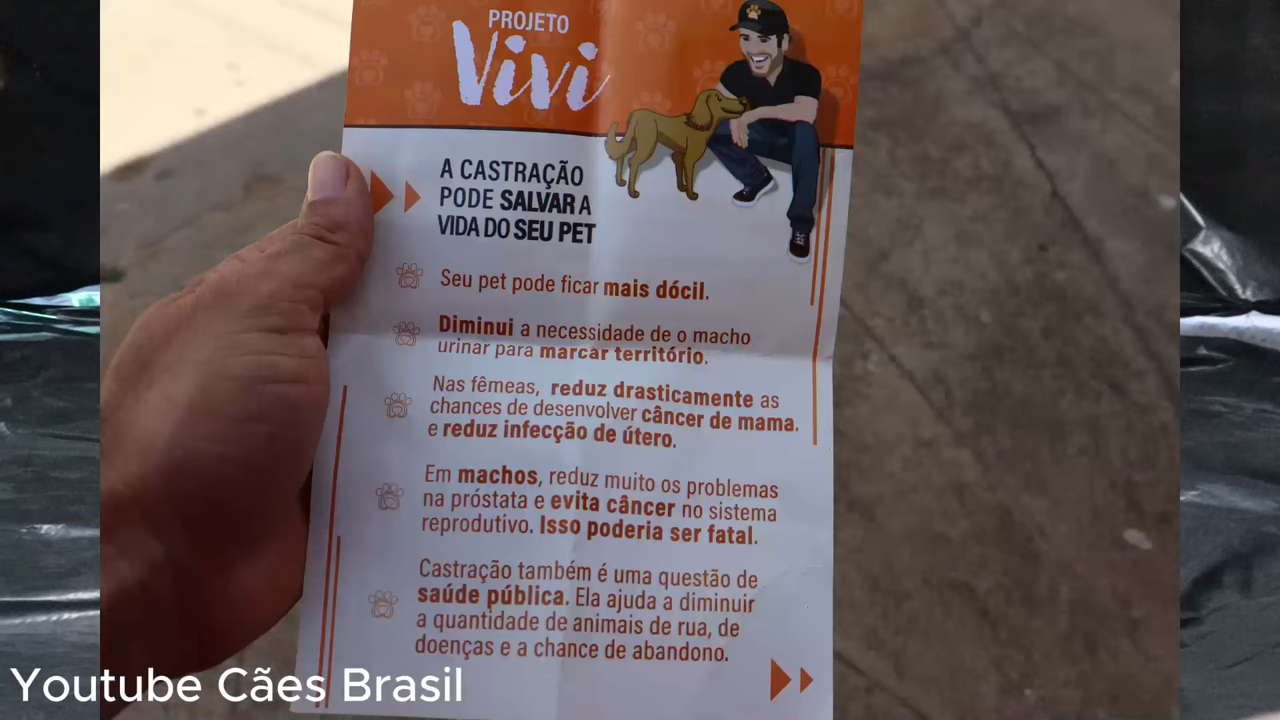 PROJETO
Vivi
A CASTRAÇÃO
PODE SALVAR A
VIDA DO SEU PET
Seu pet pode ficar mais dócil.
Diminui a necessidade de o macho
urinar para marcar território.
Nas fêmeas, reduz drasticamente as
chances de desenvolver câncer de mama.
e reduz infecção de útero.
Em machos, reduz muito os problemas
na próstata e evita câncer no sistema
reprodutivo. Isso poderia ser fatal.
Castração também é uma questão de
saúde pública. Ela ajuda a diminuir
a quantidade de animais de rua, de
doenças e a chance de abandono.
Youtube Cães Brasil